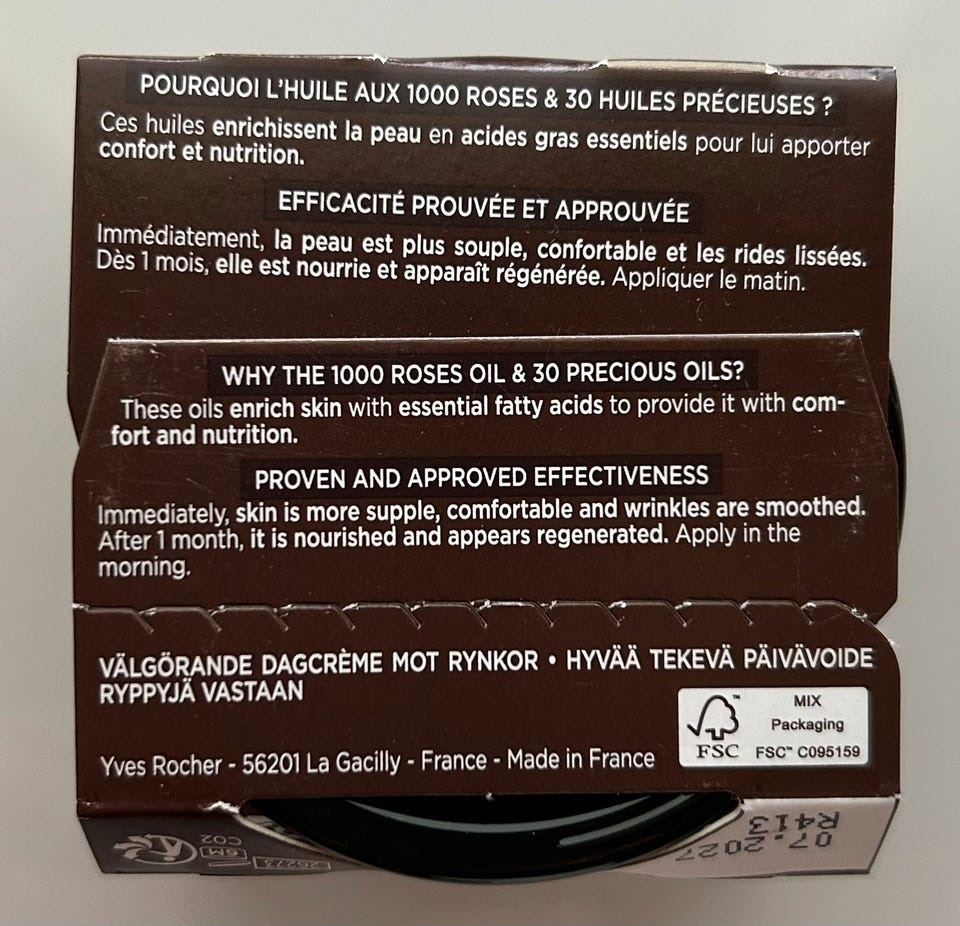 POURQUOI L'HUILE AUX 1000 ROSES & 30 HUILES PRÉCIEUSES ?
Ces huiles enrichissent la peau en acides gras essentiels pour lui apporter
confort et nutrition.
EFFICACITÉ PROUVÉE ET APPROUVÉE
Immédiatement, la peau est plus souple, confortable et les rides lissées.
Dès 1 mois, elle est nourrie et apparaît régénérée. Appliquer le matin.
WHY THE 1000 ROSES OIL & 30 PRECIOUS OILS?
These oils enrich skin with essential fatty acids to provide it with com-
fort and nutrition.
PROVEN AND APPROVED EFFECTIVENESS
Immediately, skin is more supple, comfortable and wrinkles are smoothed.
After 1 month, it is nourished and appears regenerated. Apply in the
morning.
VÄLGÖRANDE DAGCRÈME MOT RYNKOR • HYVÄÄ TEKEVÄ PÄIVÄVOIDE
RYPPYJÄ VASTAAN
MIX
Packaging
FSC™ C095159
FSC™
Yves Rocher - 56201 La Gacilly - France - Made in France
07.2027
R413
6M
CO2